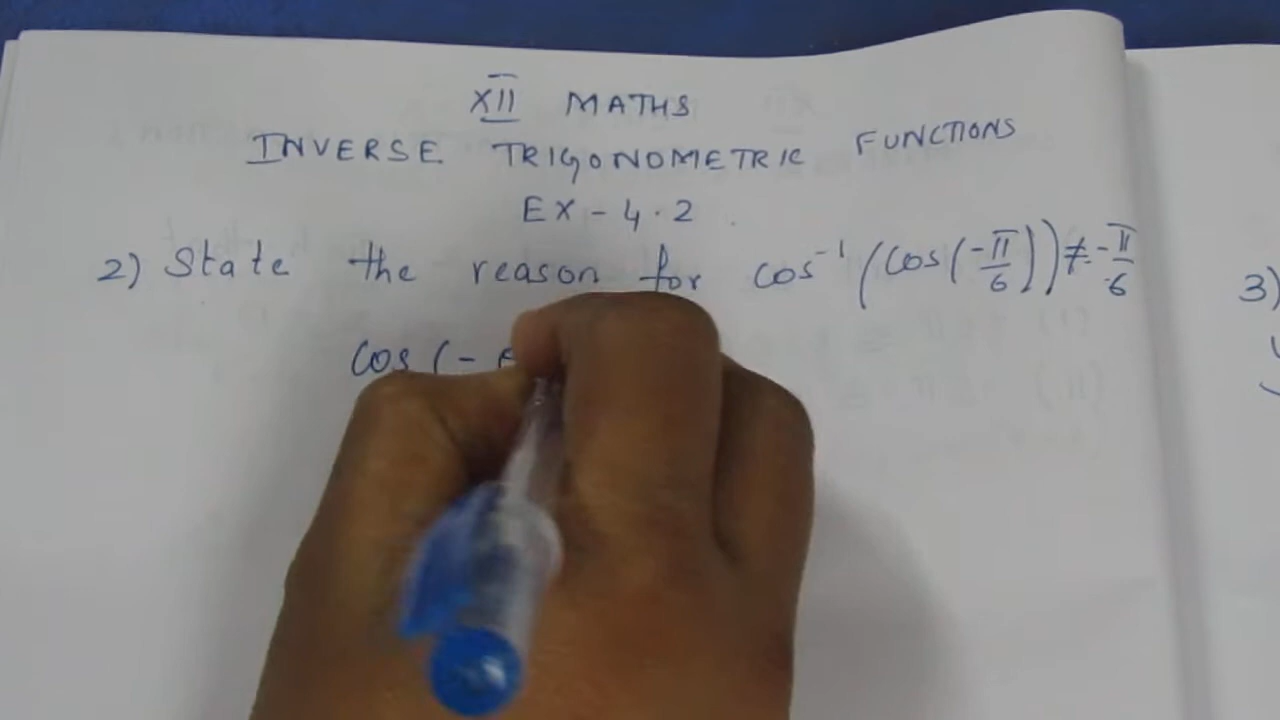 XII MATHS
INVERSE TRIGONOMETRIC FUNCTIONS
EX - 4.2
2) State the reason for cos⁻¹(cos(-π/6)) ≠ -π/6
cos(-
3)